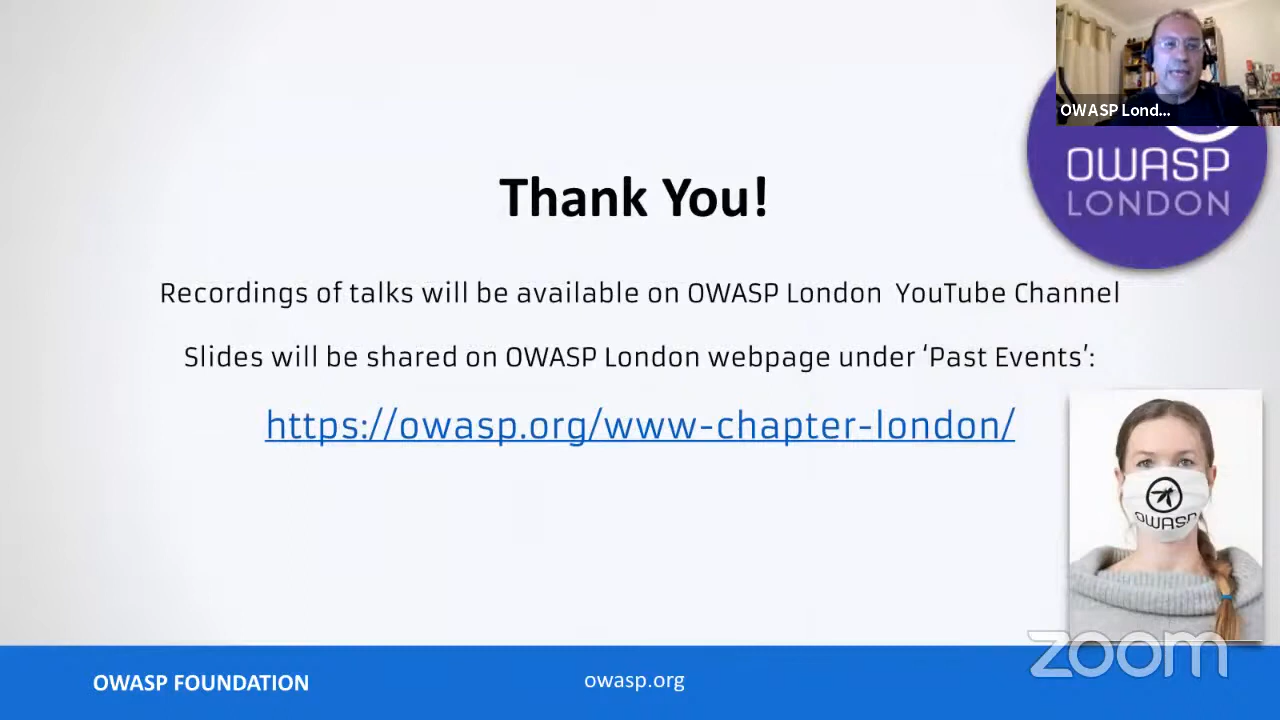 OWASP Lond...
OWASP
LONDON
Thank You!
Recordings of talks will be available on OWASP London YouTube Channel
Slides will be shared on OWASP London webpage under ‘Past Events’:
https://owasp.org/www-chapter-london/
OWASP
zoom
OWASP FOUNDATION
owasp.org